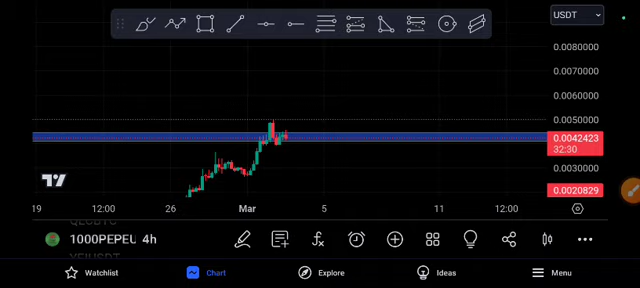 USDT
0.0080000
0.0070000
0.0060000
0.0050000
0.0042423
32:30
0.0030000
0.0020829
19 12:00 26 Mar 5 11 12:00
1000PEPEU 4h
Watchlist Chart Explore Ideas Menu